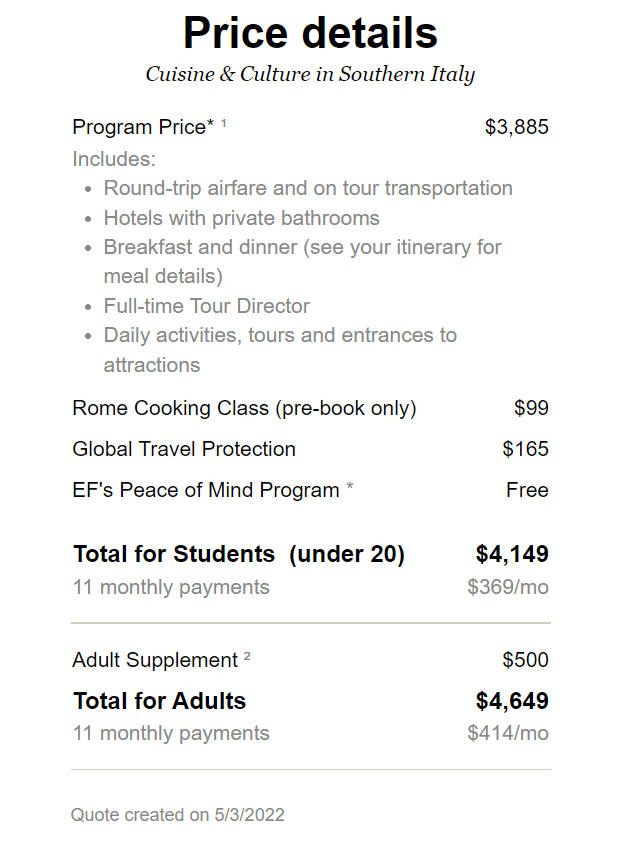 Price details
Cuisine & Culture in Southern Italy
Program Price* ¹ $3,885
Includes:
• Round-trip airfare and on tour transportation
• Hotels with private bathrooms
• Breakfast and dinner (see your itinerary for
meal details)
• Full-time Tour Director
• Daily activities, tours and entrances to
attractions
Rome Cooking Class (pre-book only) $99
Global Travel Protection $165
EF's Peace of Mind Program * Free
Total for Students (under 20) $4,149
11 monthly payments $369/mo
Adult Supplement ² $500
Total for Adults $4,649
11 monthly payments $414/mo
Quote created on 5/3/2022